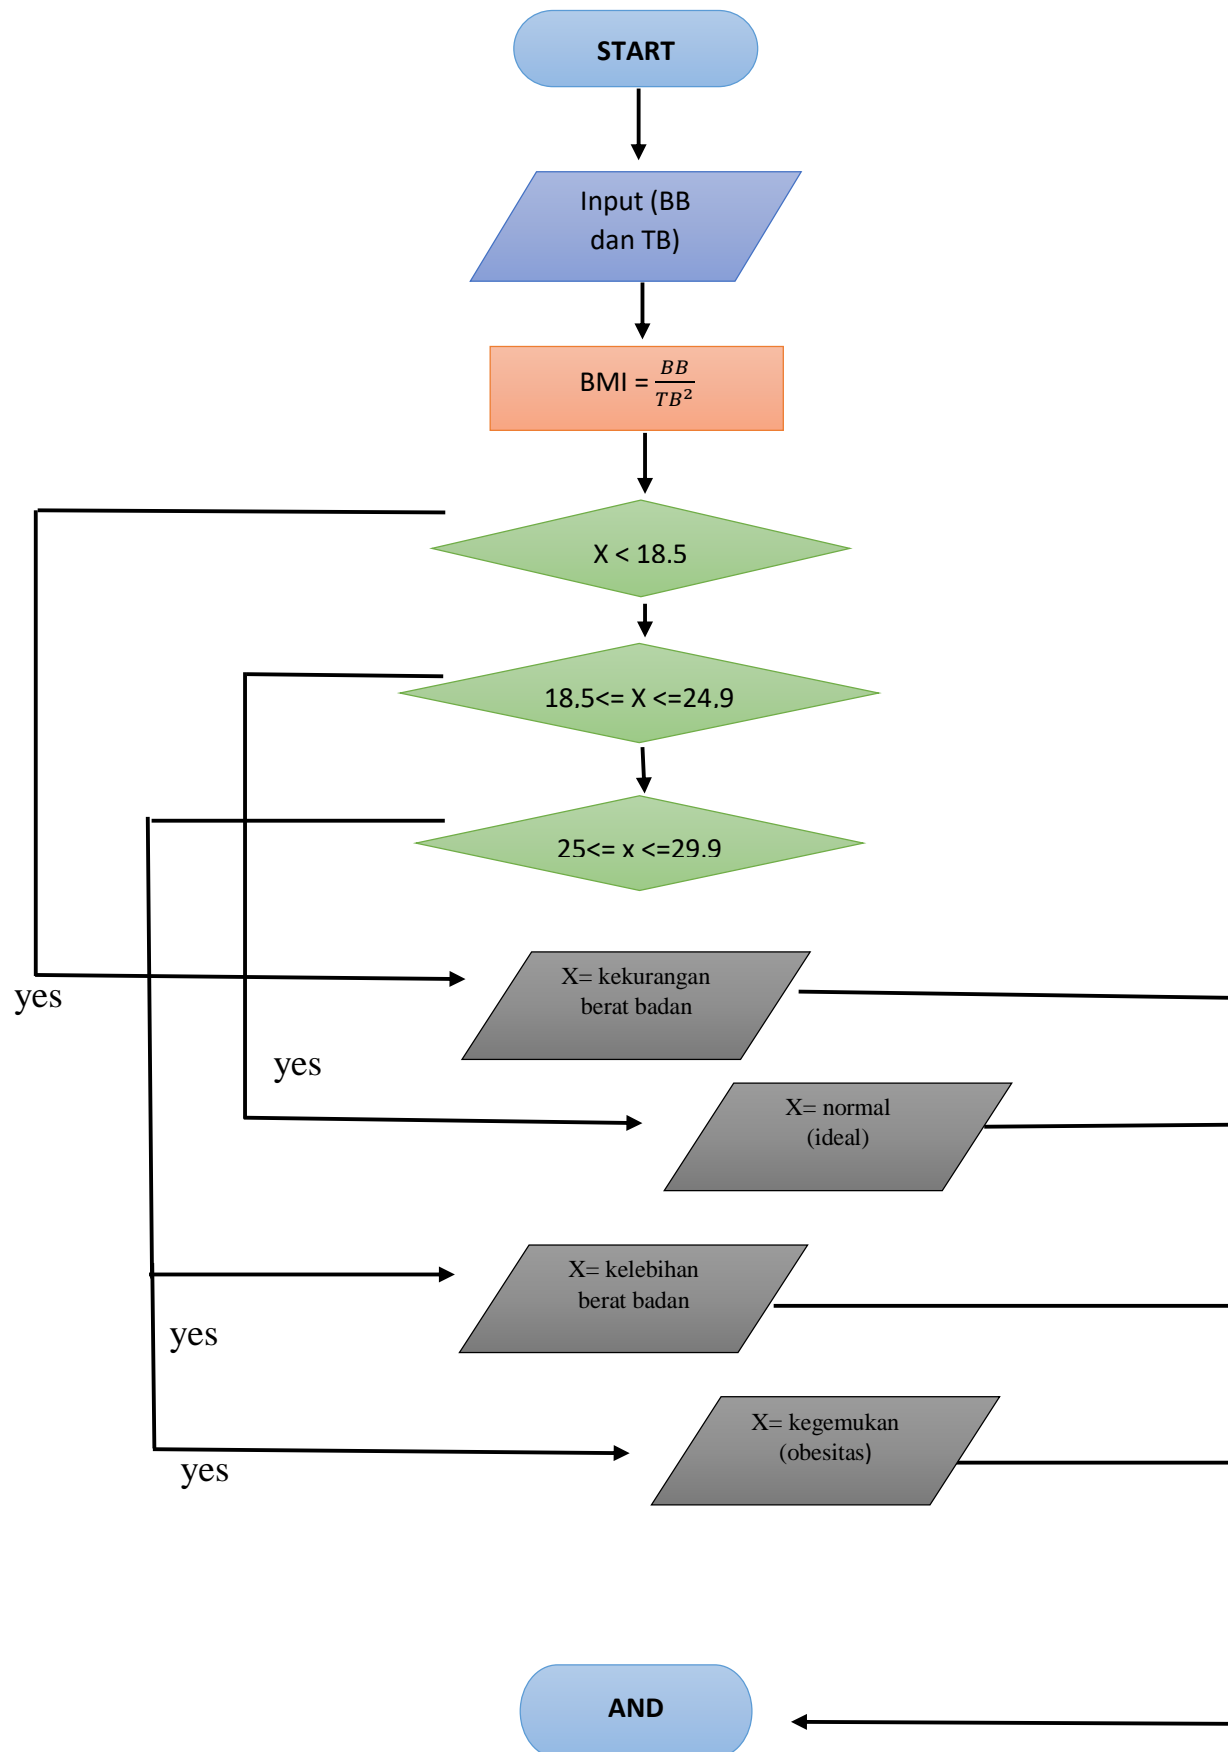 START
Input (BB
dan TB)
BMI = BB/TB²
X < 18.5
18.5<= X <=24.9
25<= x <=29.9
X= kekurangan
berat badan
yes
yes
X= normal
(ideal)
X= kelebihan
berat badan
yes
X= kegemukan
(obesitas)
yes
AND